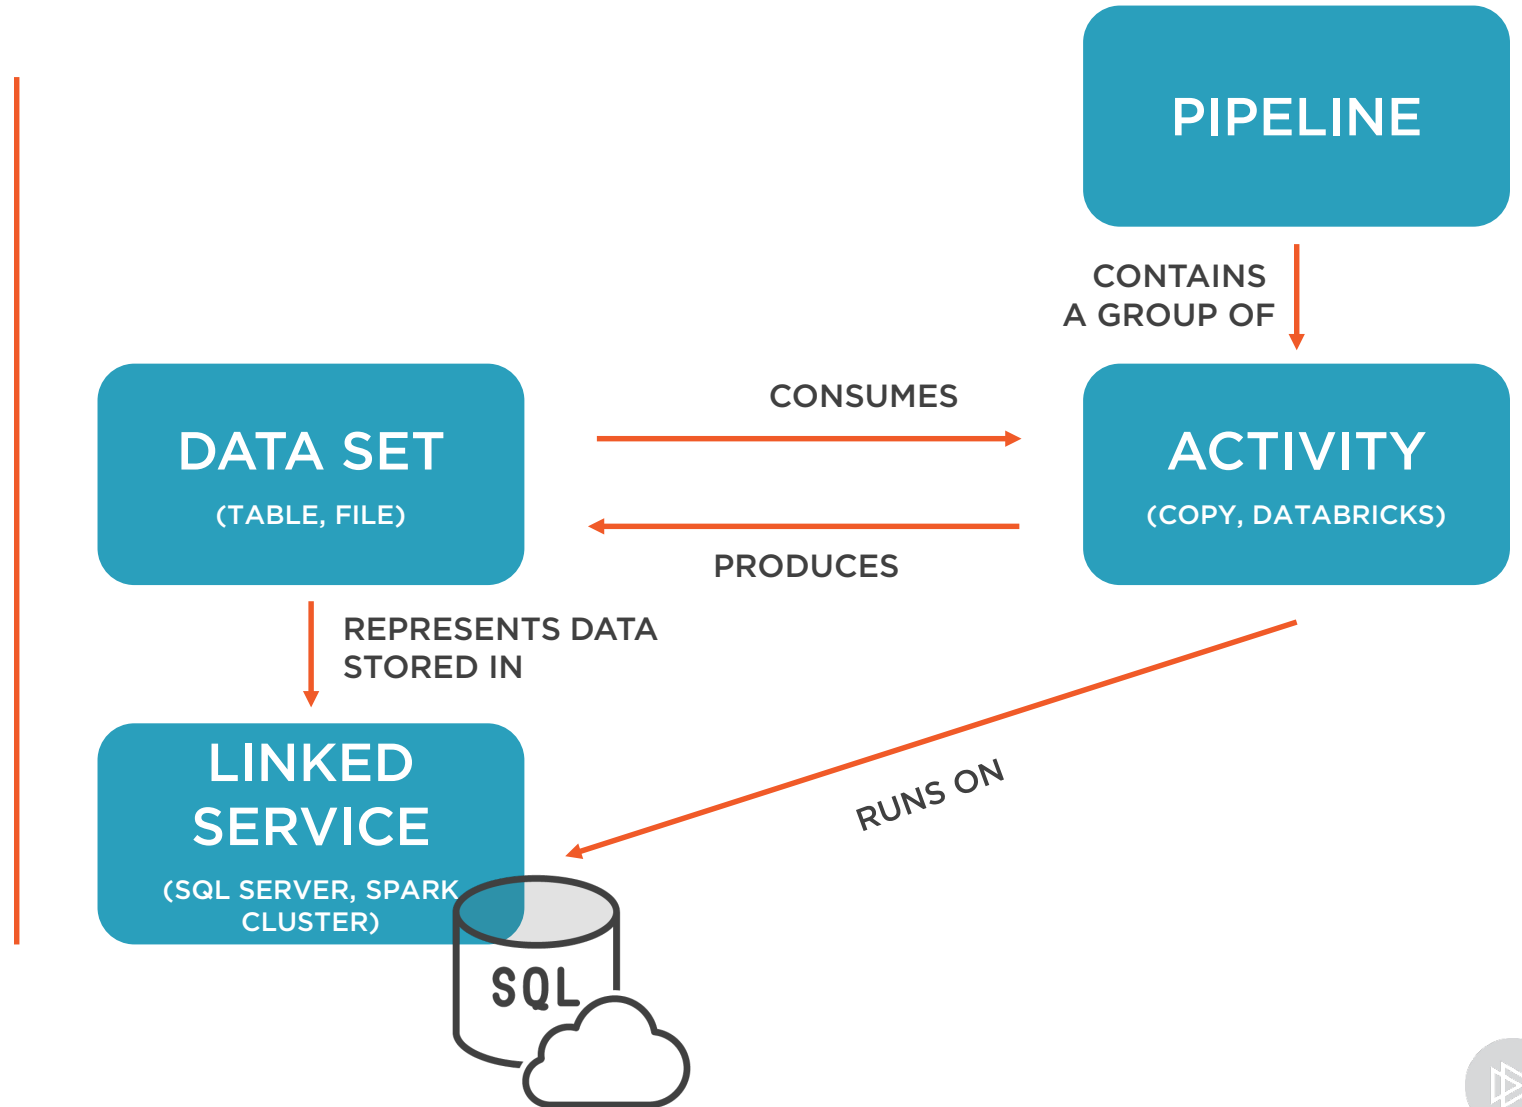 PIPELINE
CONTAINS
A GROUP OF
DATA SET
(TABLE, FILE)
CONSUMES
PRODUCES
ACTIVITY
(COPY, DATABRICKS)
REPRESENTS DATA
STORED IN
LINKED
SERVICE
(SQL SERVER, SPARK
CLUSTER)
RUNS ON
SQL